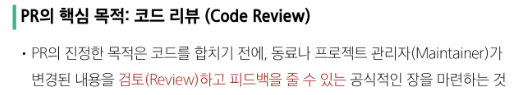 PR의 핵심 목적: 코드 리뷰 (Code Review)
• PR의 진정한 목적은 코드를 합치기 전에, 동료나 프로젝트 관리자(Maintainer)가
변경된 내용을 검토(Review)하고 피드백을 줄 수 있는 공식적인 장을 마련하는 것